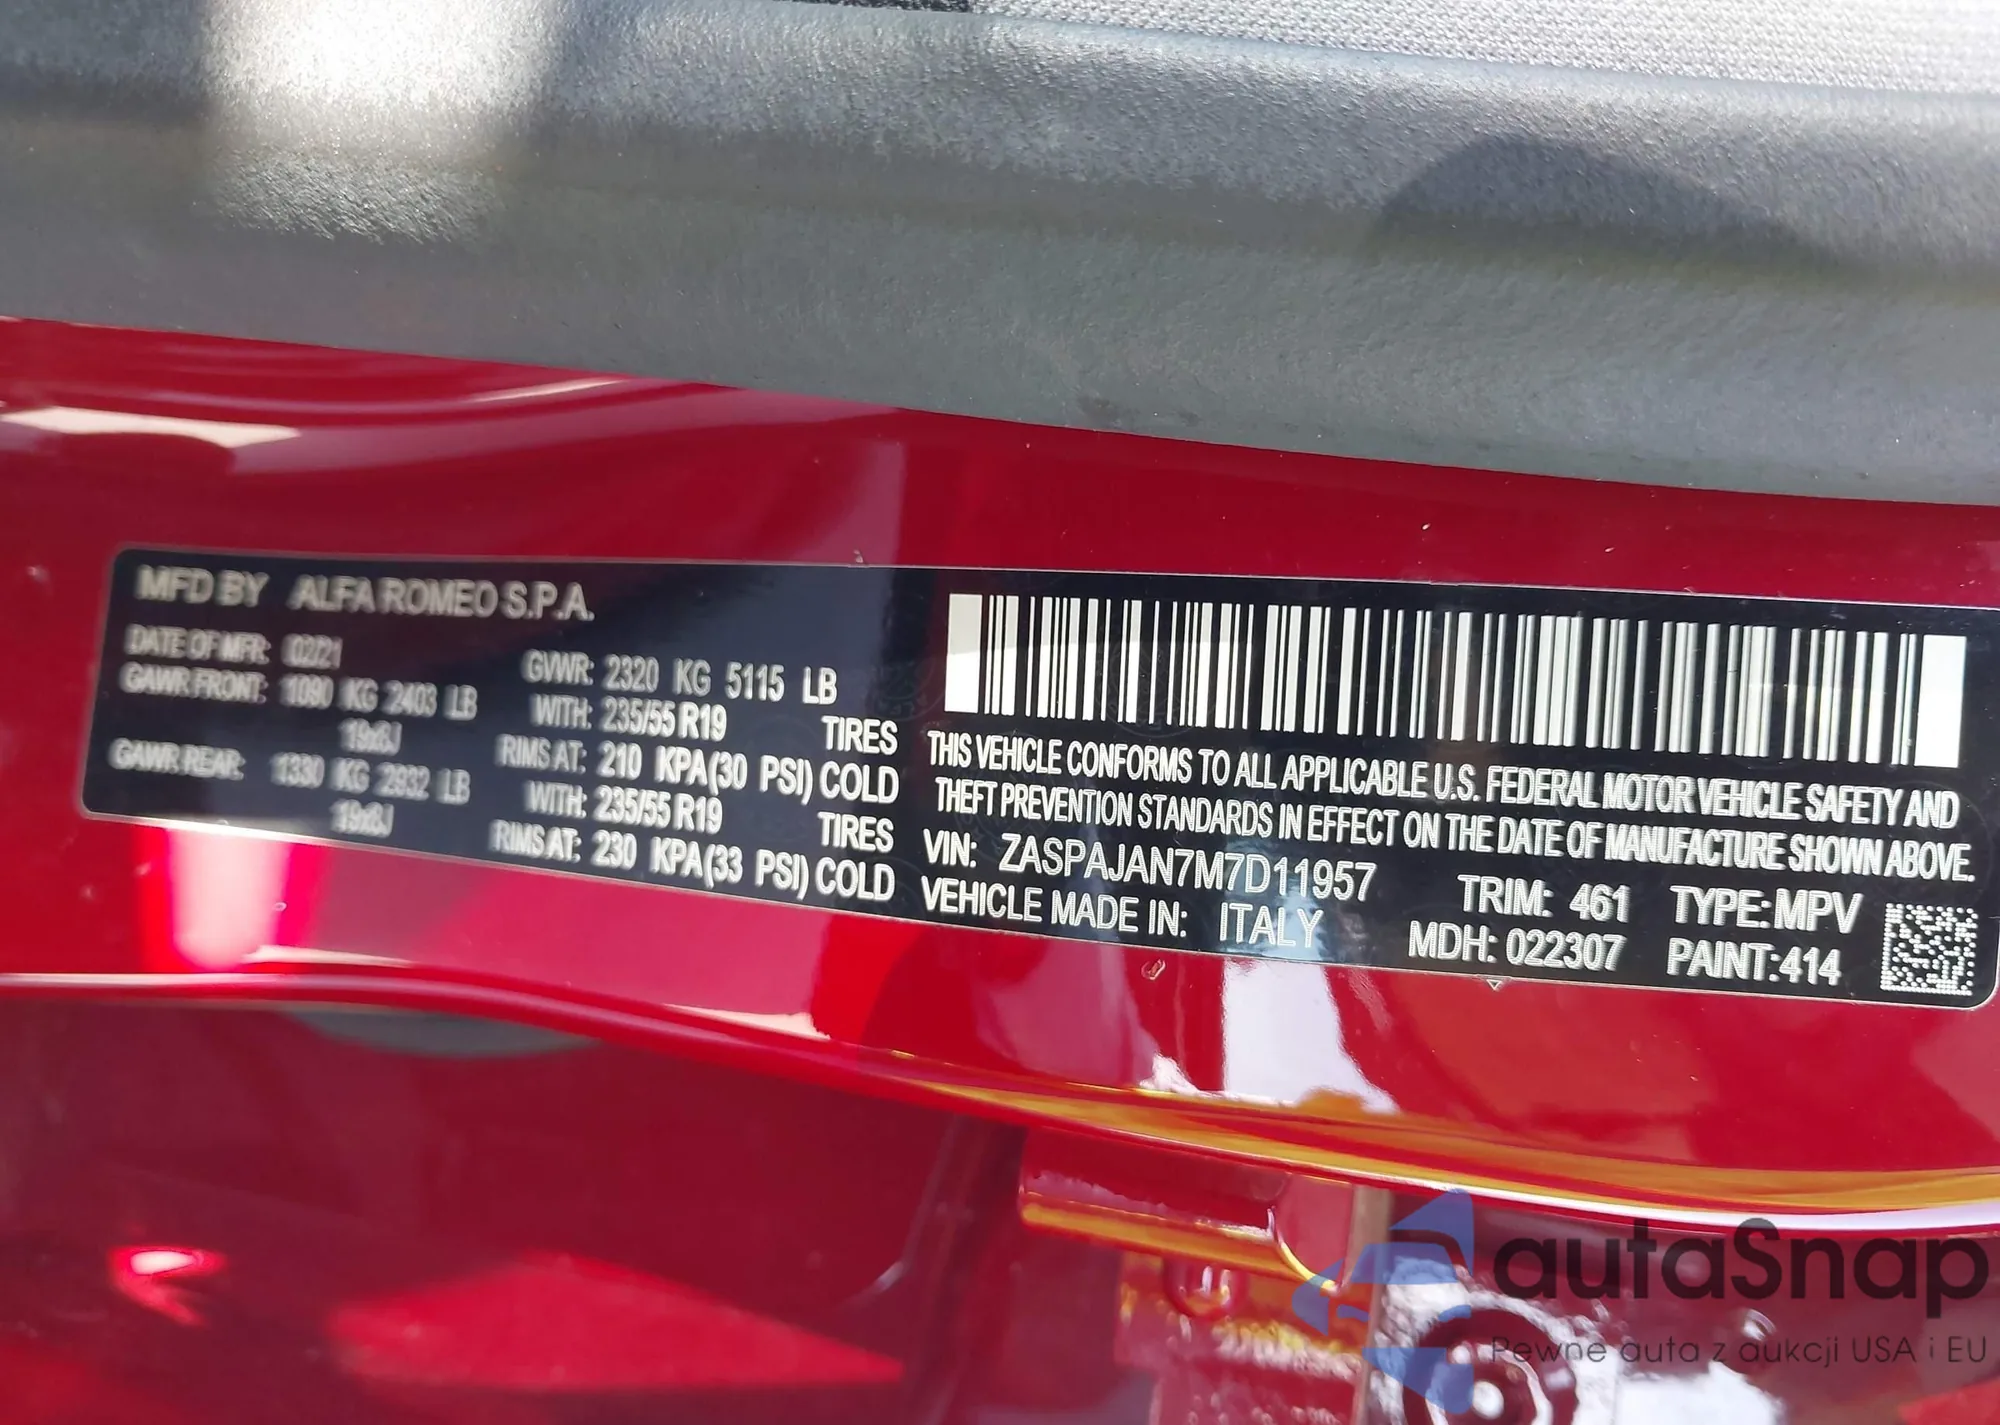 MFD BY ALFA ROMEO S.P.A.
DATE OF MFR: 02/21
GAWR FRONT: 1090 KG 2403 LB
19x8J
GAWR REAR: 1330 KG 2932 LB
19x8J
GVWR: 2320 KG 5115 LB
WITH: 235/55 R19 TIRES
RIMS AT: 210 KPA(30 PSI) COLD
WITH: 235/55 R19 TIRES
RIMS AT: 230 KPA(33 PSI) COLD
THIS VEHICLE CONFORMS TO ALL APPLICABLE U.S. FEDERAL MOTOR VEHICLE SAFETY AND
THEFT PREVENTION STANDARDS IN EFFECT ON THE DATE OF MANUFACTURE SHOWN ABOVE.
VIN: ZASPAJAN7M7D11957 TRIM: 461 TYPE: MPV
VEHICLE MADE IN: ITALY MDH: 022307 PAINT:414
autaSnap
Pewne auta z aukcji USA i EU